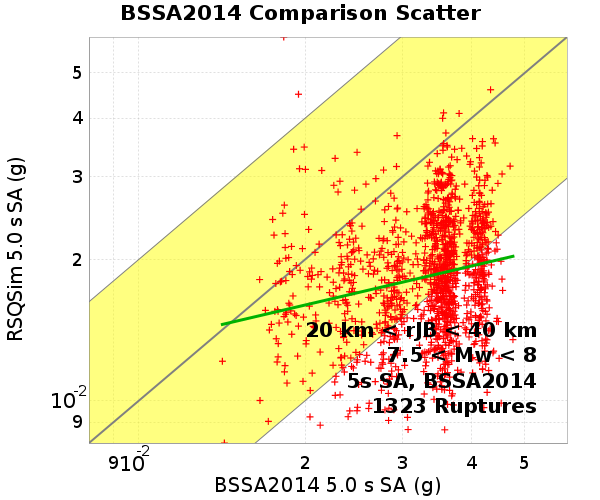 BSSA2014 Comparison Scatter
RSQSim 5.0 s SA (g)
5
4
3
2
10-2
9
20 km < rJB < 40 km
7.5 < Mw < 8
5s SA, BSSA2014
1323 Ruptures
9 10-2 2 3 4 5
BSSA2014 5.0 s SA (g)